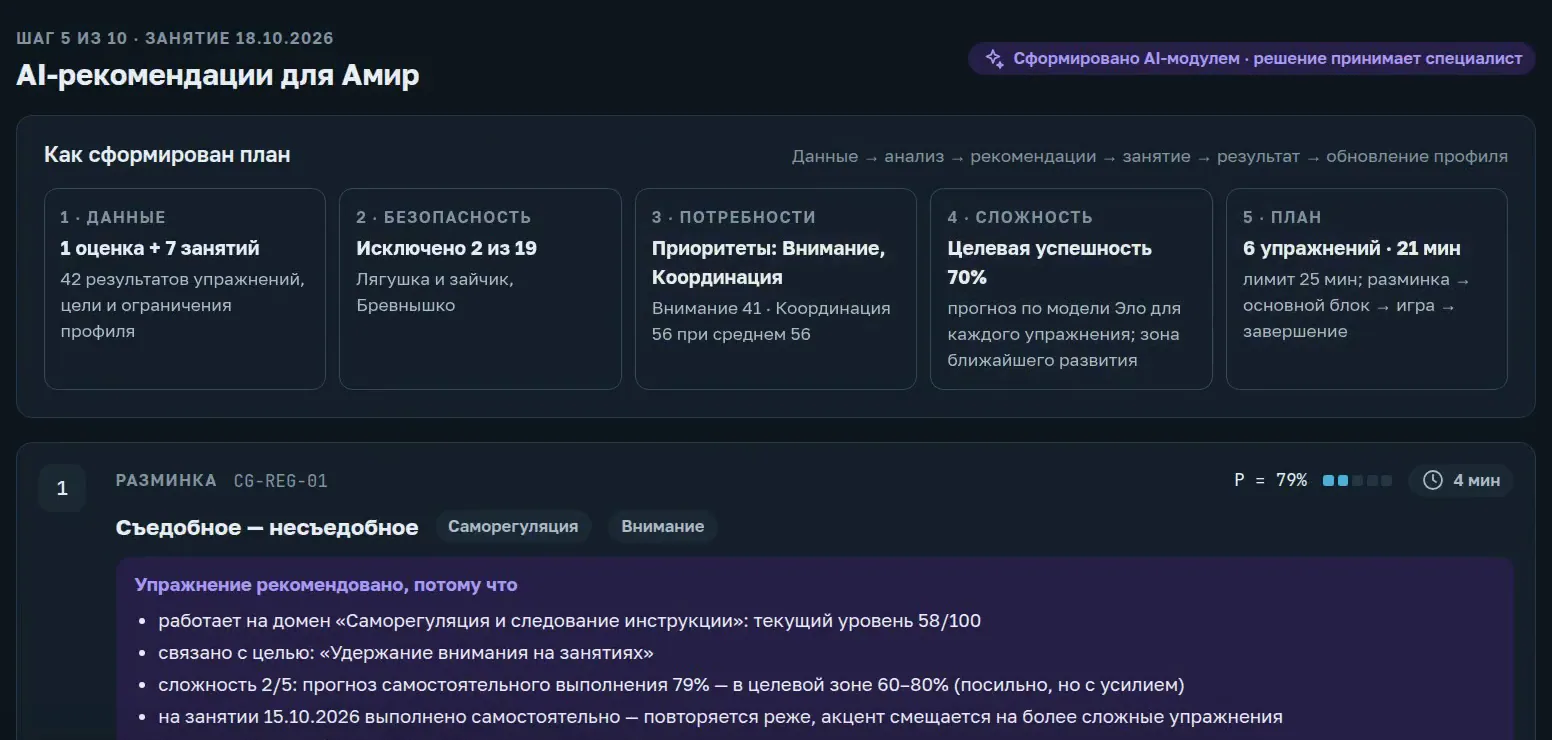 ШАГ 5 ИЗ 10 · ЗАНЯТИЕ 18.10.2026
AI-рекомендации для Амир
Сформировано AI-модулем · решение принимает специалист
Как сформирован план
Данные → анализ → рекомендации → занятие → результат → обновление профиля
1 · ДАННЫЕ
1 оценка + 7 занятий
42 результатов упражнений,
цели и ограничения
профиля
2 · БЕЗОПАСНОСТЬ
Исключено 2 из 19
Лягушка и зайчик,
Бревнышко
3 · ПОТРЕБНОСТИ
Приоритеты: Внимание,
Координация
Внимание 41 · Координация
56 при среднем 56
4 · СЛОЖНОСТЬ
Целевая успешность
70%
прогноз по модели Эло для
каждого упражнения; зона
ближайшего развития
5 · ПЛАН
6 упражнений · 21 мин
лимит 25 мин; разминка →
основной блок → игра →
завершение
1
РАЗМИНКА CG-REG-01
P = 79%
4 мин
Съедобное — несъедобное
Саморегуляция
Внимание
Упражнение рекомендовано, потому что
• работает на домен «Саморегуляция и следование инструкции»: текущий уровень 58/100
• связано с целью: «Удержание внимания на занятиях»
• сложность 2/5: прогноз самостоятельного выполнения 79% — в целевой зоне 60–80% (посильно, но с усилием)
• на занятии 15.10.2026 выполнено самостоятельно — повторяется реже, акцент смещается на более сложные упражнения